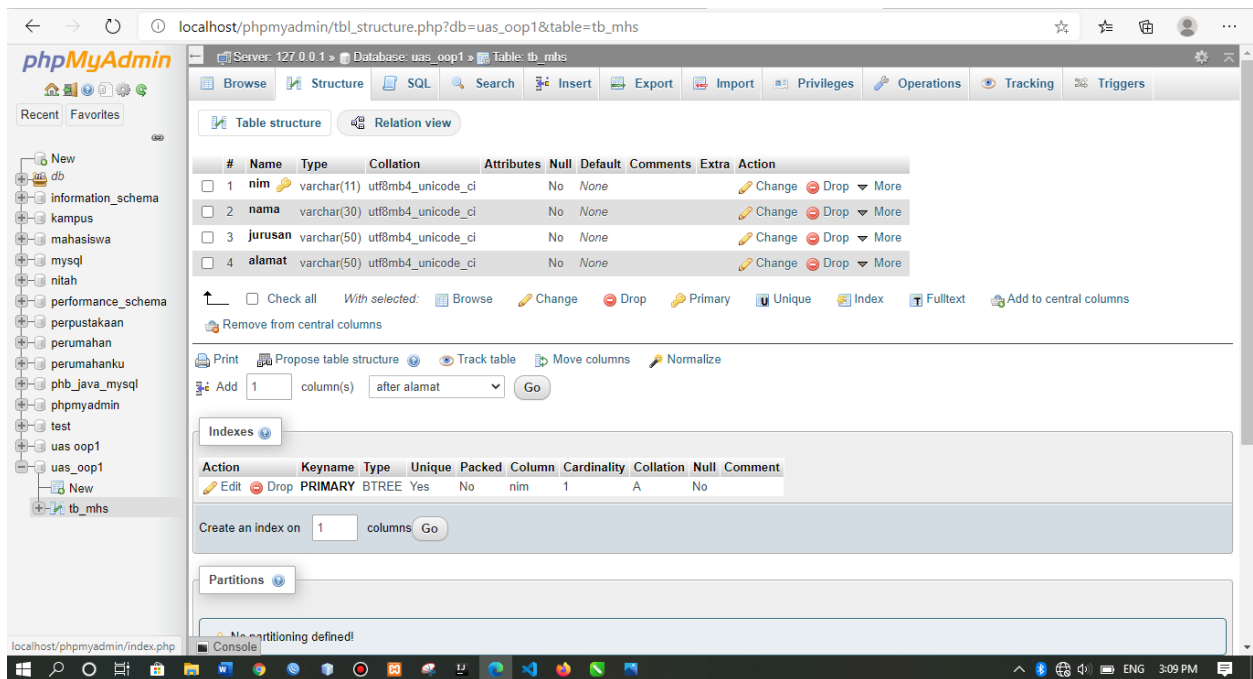 localhost/phpmyadmin/tbl_structure.php?db=uas_oop1&table=tb_mhs
phpMyAdmin
Recent Favorites
New
db
information_schema
kampus
mahasiswa
mysql
nitah
performance_schema
perpustakaan
perumahan
perumahanku
phb_java_mysql
phpmyadmin
test
uas oop1
uas_oop1
New
tb_mhs
localhost/phpmyadmin/index.php
Server: 127.0.0.1 » Database: uas_oop1 » Table: tb_mhs
Browse Structure SQL Search Insert Export Import Privileges Operations Tracking Triggers
Table structure Relation view
# Name Type Collation Attributes Null Default Comments Extra Action
1 nim varchar(11) utf8mb4_unicode_ci No None Change Drop More
2 nama varchar(30) utf8mb4_unicode_ci No None Change Drop More
3 jurusan varchar(50) utf8mb4_unicode_ci No None Change Drop More
4 alamat varchar(50) utf8mb4_unicode_ci No None Change Drop More
Check all With selected: Browse Change Drop Primary Unique Index Fulltext Add to central columns
Remove from central columns
Print Propose table structure Track table Move columns Normalize
Add 1 column(s) after alamat Go
Indexes
Action Keyname Type Unique Packed Column Cardinality Collation Null Comment
Edit Drop PRIMARY BTREE Yes No nim 1 A No
Create an index on 1 columns Go
Partitions
No partitioning defined!
Console
ENG 3:09 PM